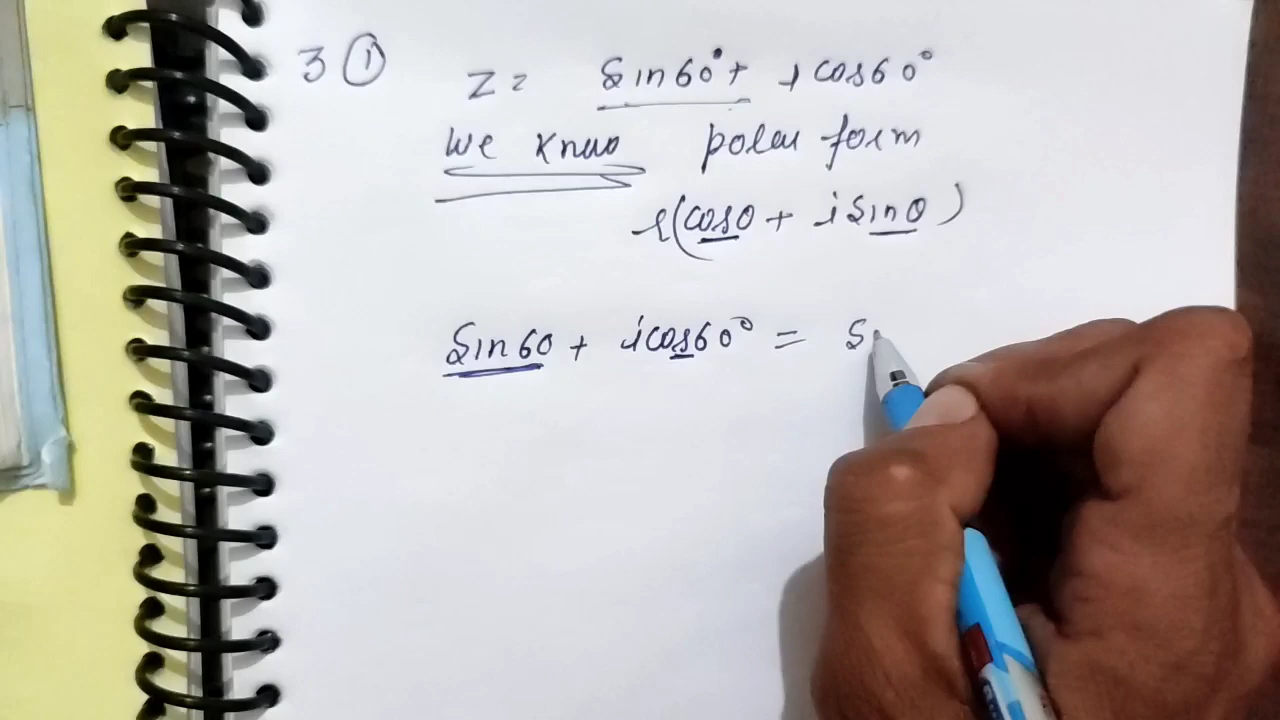 3 ① z = sin60° + i cos60°
We know polar form
r(cosθ + i sinθ)
sin60 + i cos60° = S